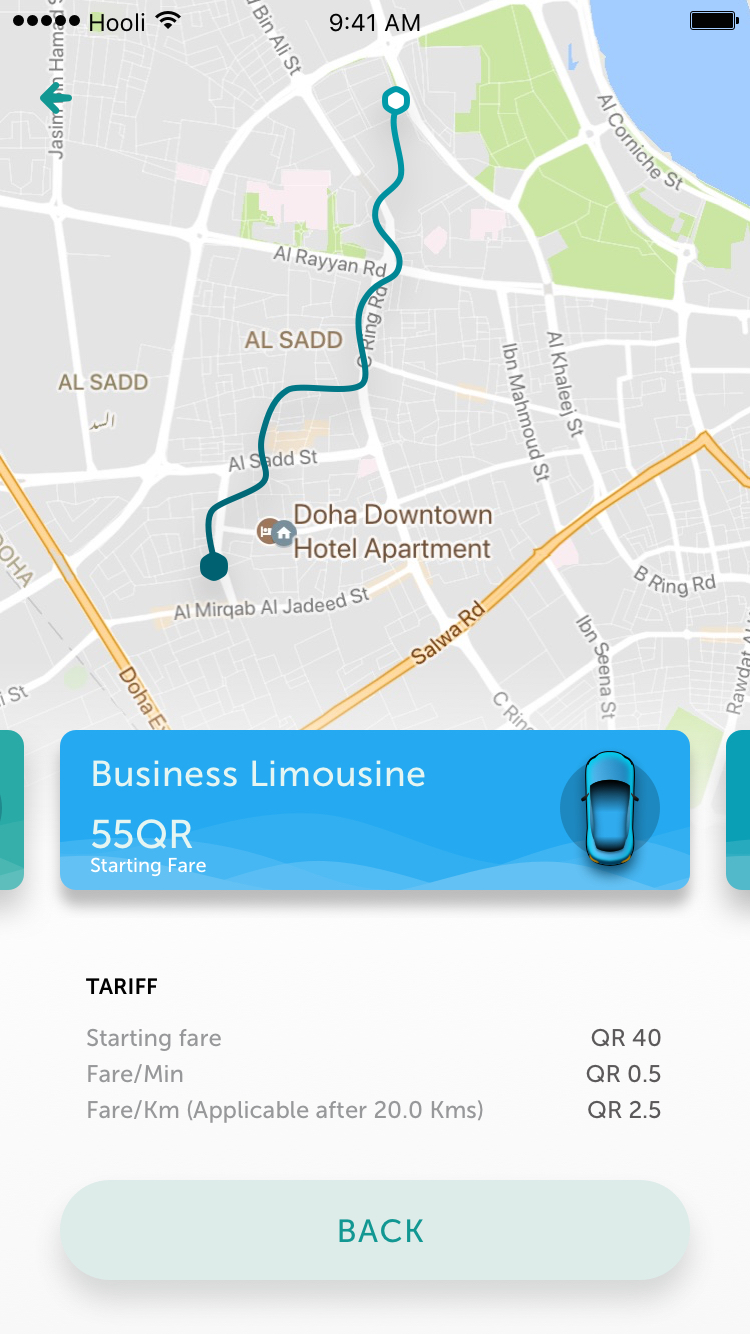 Hooli 9:41 AM
Bin Ali St
Al Corniche St
Al Rayyan Rd
C Ring Rd
AL SADD
AL SADD
السد
Ibn Mahmoud St
Al Khaleej St
Al Sadd St
Doha Downtown
Hotel Apartment
DOHA
B Ring Rd
Al Mirqab Al Jadeed St
Salwa Rd
Ibn Seena St
Rawdat Al
St
Doha Ex
C Ring
Business Limousine
55QR
Starting Fare
TARIFF
Starting fare QR 40
Fare/Min QR 0.5
Fare/Km (Applicable after 20.0 Kms) QR 2.5
BACK